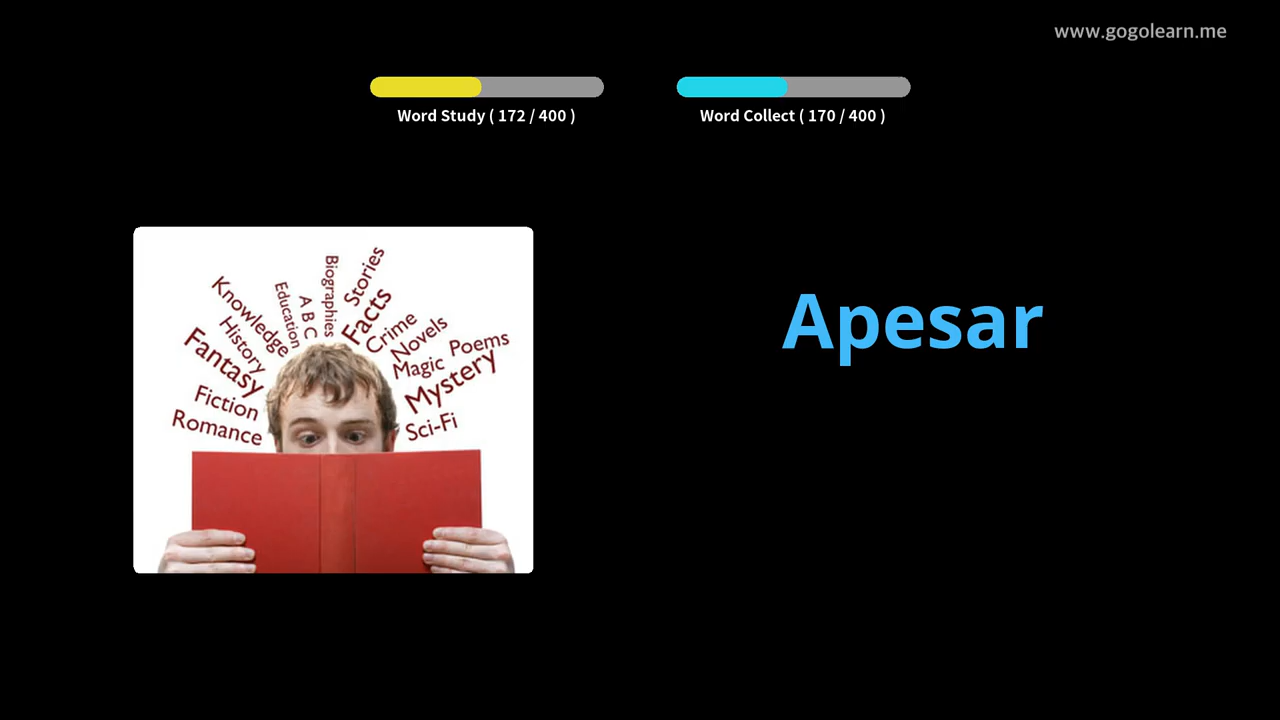 www.gogolearn.me
Word Study ( 172 / 400 )
Word Collect ( 170 / 400 )
Apesar
Biographies
Stories
Knowledge
Education
A B C
Facts
History
Crime
Novels
Fantasy
Magic
Poems
Mystery
Fiction
Romance
Sci-Fi